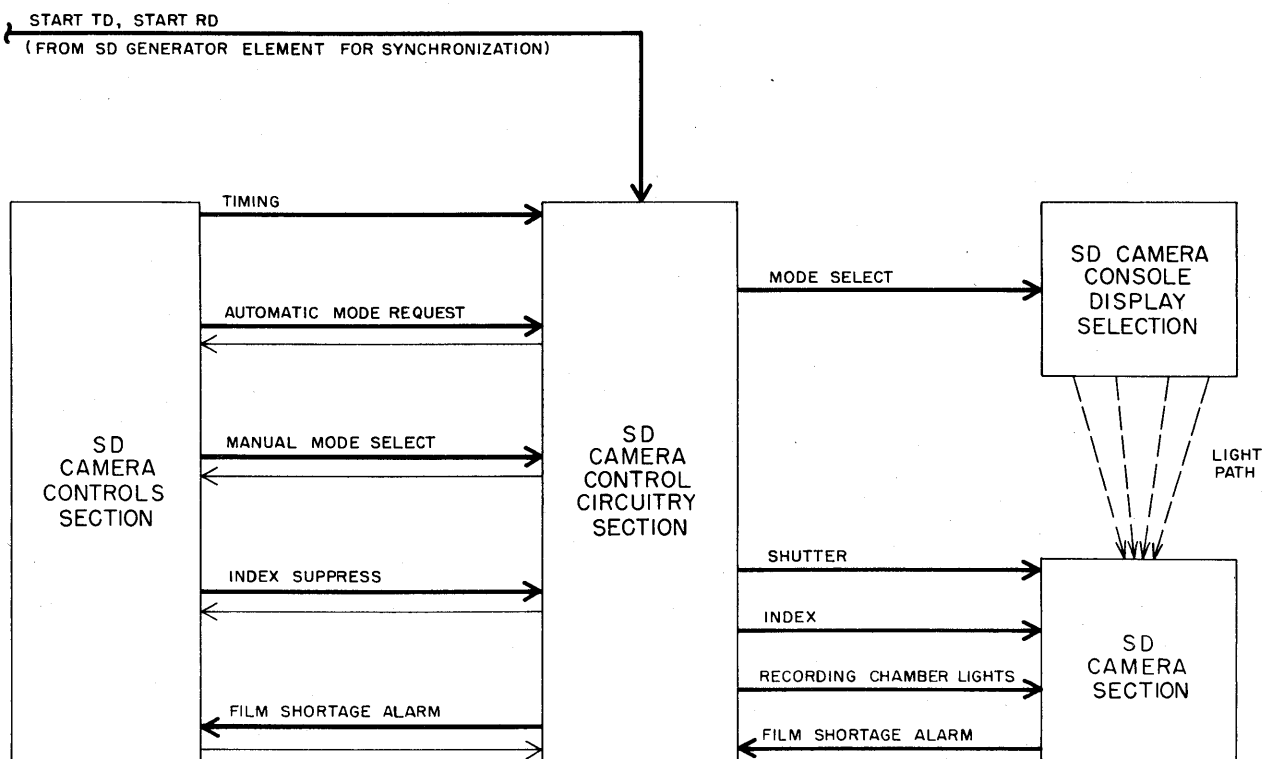 START TD, START RD
(FROM SD GENERATOR ELEMENT FOR SYNCHRONIZATION)
TIMING
AUTOMATIC MODE REQUEST
MANUAL MODE SELECT
INDEX SUPPRESS
FILM SHORTAGE ALARM
SD
CAMERA
CONTROLS
SECTION
SD
CAMERA
CONTROL
CIRCUITRY
SECTION
MODE SELECT
SD CAMERA
CONSOLE
DISPLAY
SELECTION
LIGHT
PATH
SHUTTER
INDEX
RECORDING CHAMBER LIGHTS
FILM SHORTAGE ALARM
SD
CAMERA
SECTION